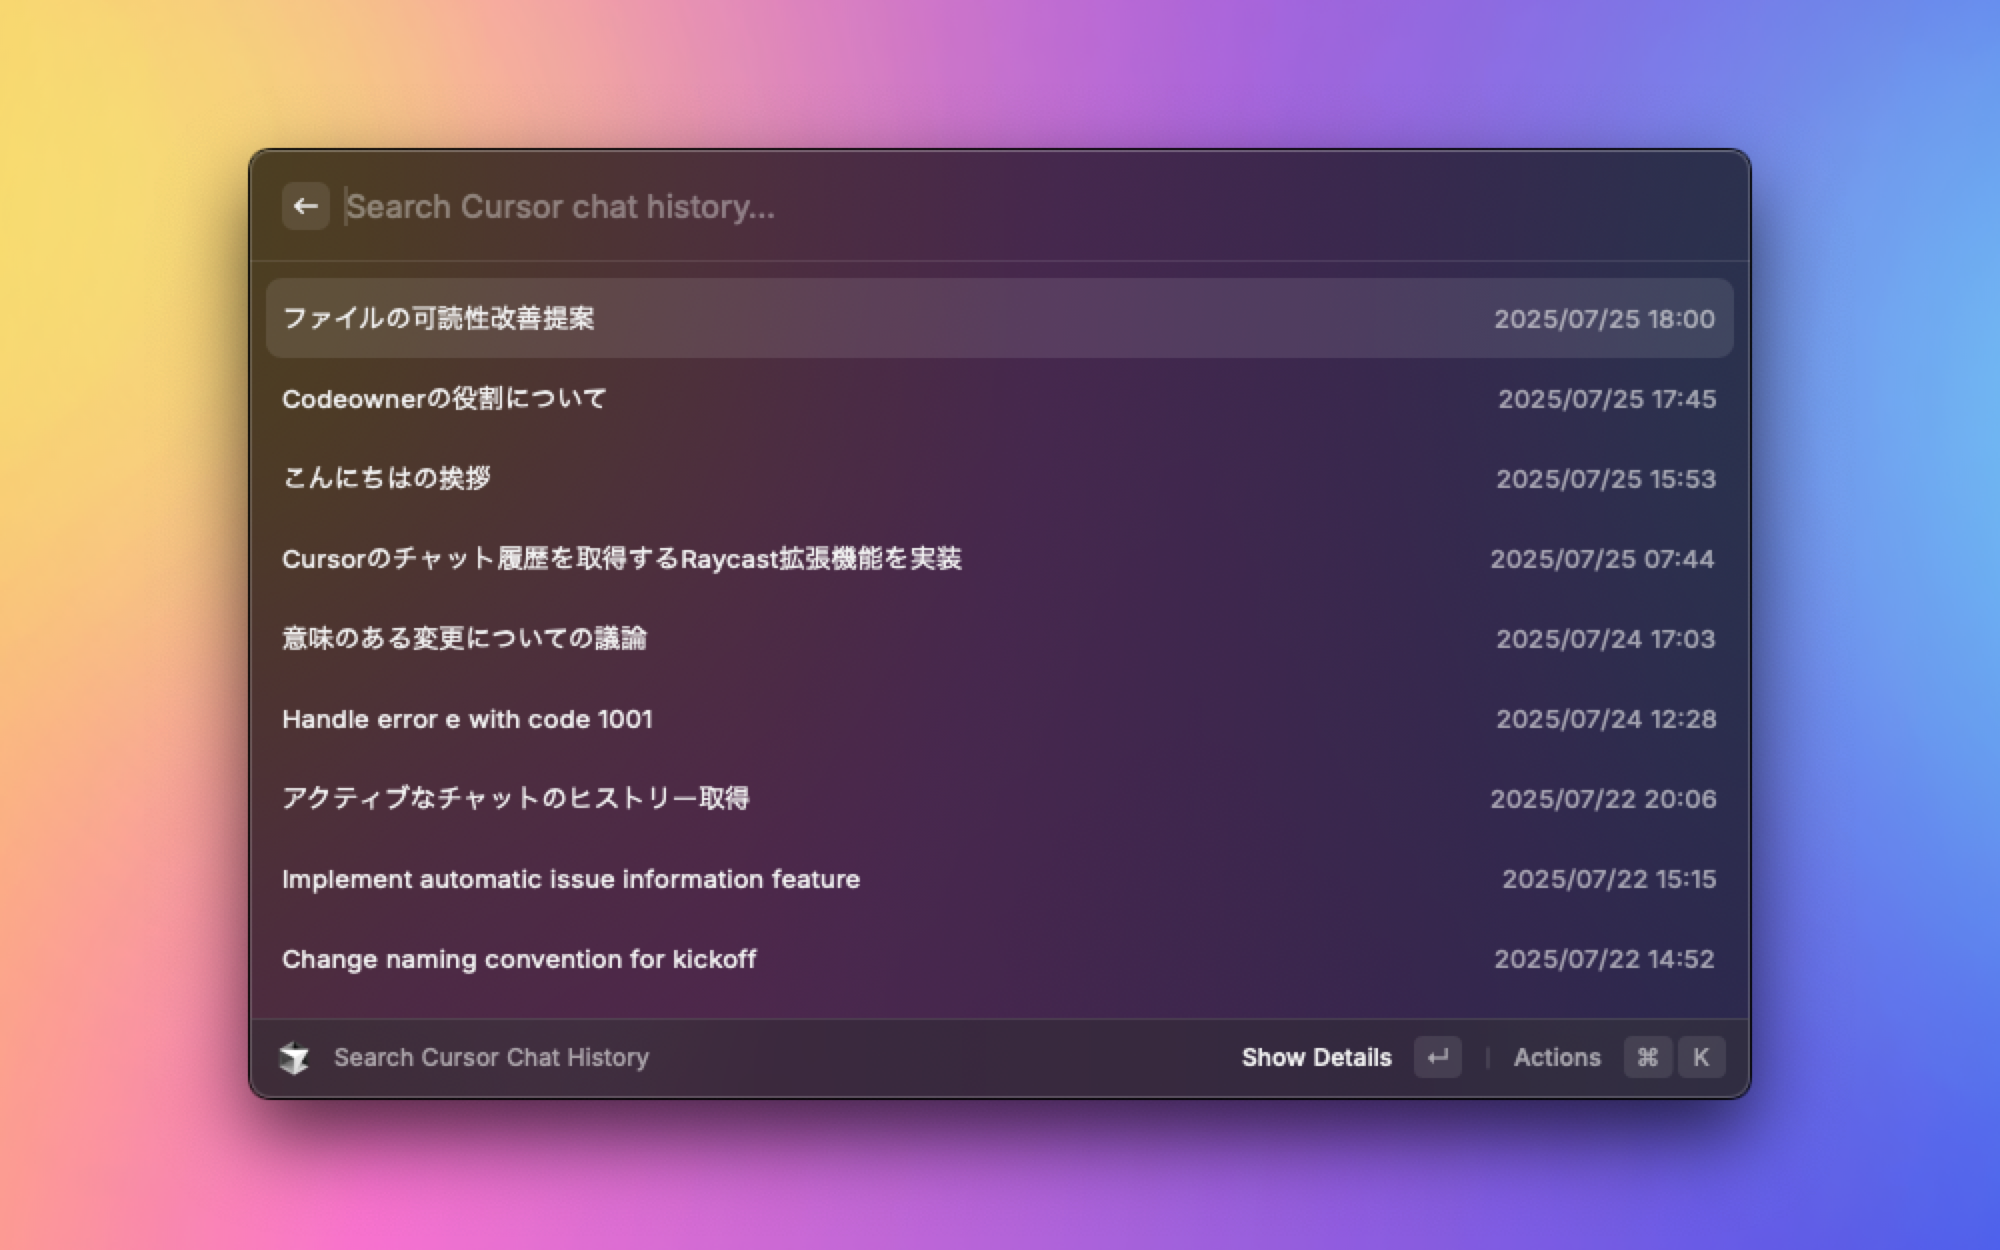 Search Cursor chat history...
ファイルの可読性改善提案 2025/07/25 18:00
Codeownerの役割について 2025/07/25 17:45
こんにちはの挨拶 2025/07/25 15:53
Cursorのチャット履歴を取得するRaycast拡張機能を実装 2025/07/25 07:44
意味のある変更についての議論 2025/07/24 17:03
Handle error e with code 1001 2025/07/24 12:28
アクティブなチャットのヒストリー取得 2025/07/22 20:06
Implement automatic issue information feature 2025/07/22 15:15
Change naming convention for kickoff 2025/07/22 14:52
Search Cursor Chat History Show Details ↵ Actions ⌘ K